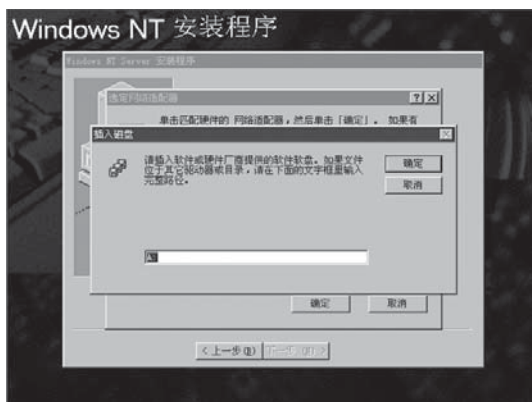 Windows NT 安装程序
Windows NT Server 安装程序
选定网络适配器
单击匹配硬件的 网络适配器，然后单击「确定」。 如果有
插入磁盘
请插入软件或硬件厂商提供的软件软盘。如果文件
位于其它驱动器或目录，请在下面的文字框里输入
完整路径。
确定
取消
A:
确定
取消
< 上一步(B)
下一步(N) >